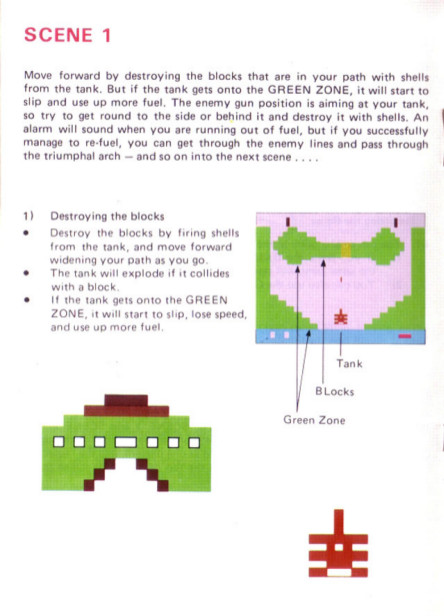 SCENE 1
Move forward by destroying the blocks that are in your path with shells
from the tank. But if the tank gets onto the GREEN ZONE, it will start to
slip and use up more fuel. The enemy gun position is aiming at your tank,
so try to get round to the side or behind it and destroy it with shells. An
alarm will sound when you are running out of fuel, but if you successfully
manage to re-fuel, you can get through the enemy lines and pass through
the triumphal arch — and so on into the next scene . . . .
1) Destroying the blocks
• Destroy the blocks by firing shells
from the tank, and move forward
widening your path as you go.
• The tank will explode if it collides
with a block.
• If the tank gets onto the GREEN
ZONE, it will start to slip, lose speed,
and use up more fuel.
Tank
BLocks
Green Zone